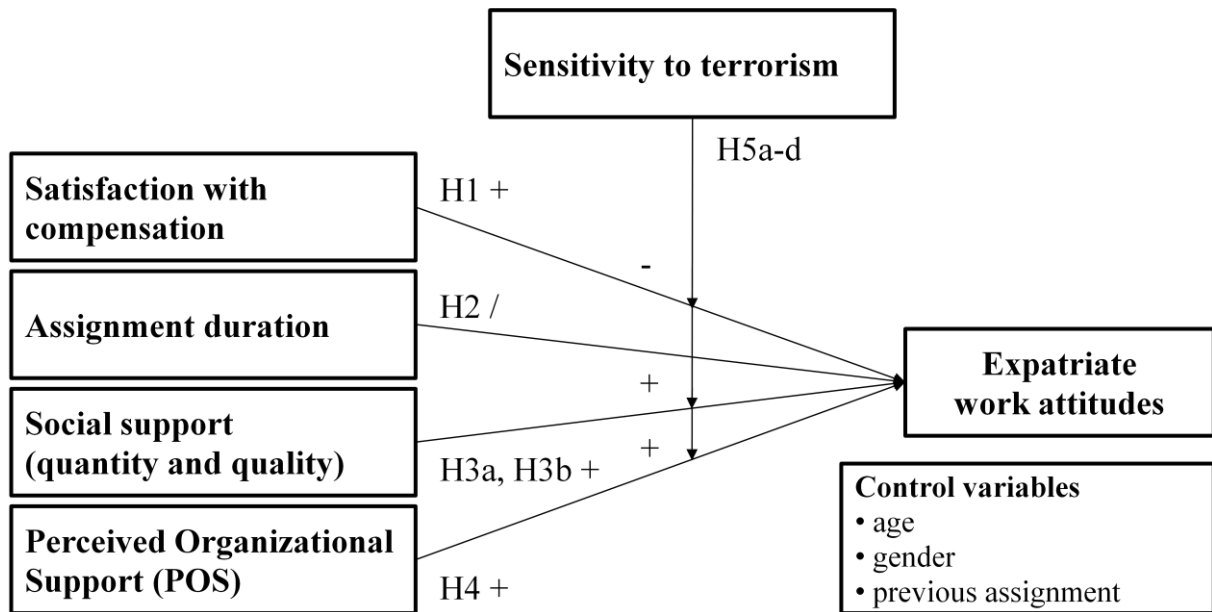 Sensitivity to terrorism
H5a-d
Satisfaction with
compensation
H1 +
-
Assignment duration
H2 /
+
Social support
(quantity and quality)
+
H3a, H3b +
Perceived Organizational
Support (POS)
H4 +
Expatriate
work attitudes
Control variables
• age
• gender
• previous assignment